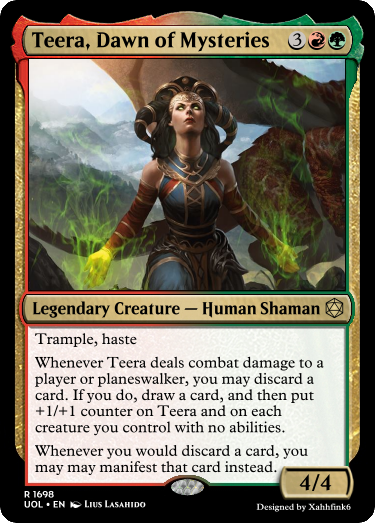 Teera, Dawn of Mysteries 3
Legendary Creature — Human Shaman
Trample, haste
Whenever Teera deals combat damage to a
player or planeswalker, you may discard a
card. If you do, draw a card, and then put
+1/+1 counter on Teera and on each
creature you control with no abilities.
Whenever you would discard a card, you
may may manifest that card instead.
4/4
R 1698
UOL • EN Lius Lasahido
Designed by Xahhfink6